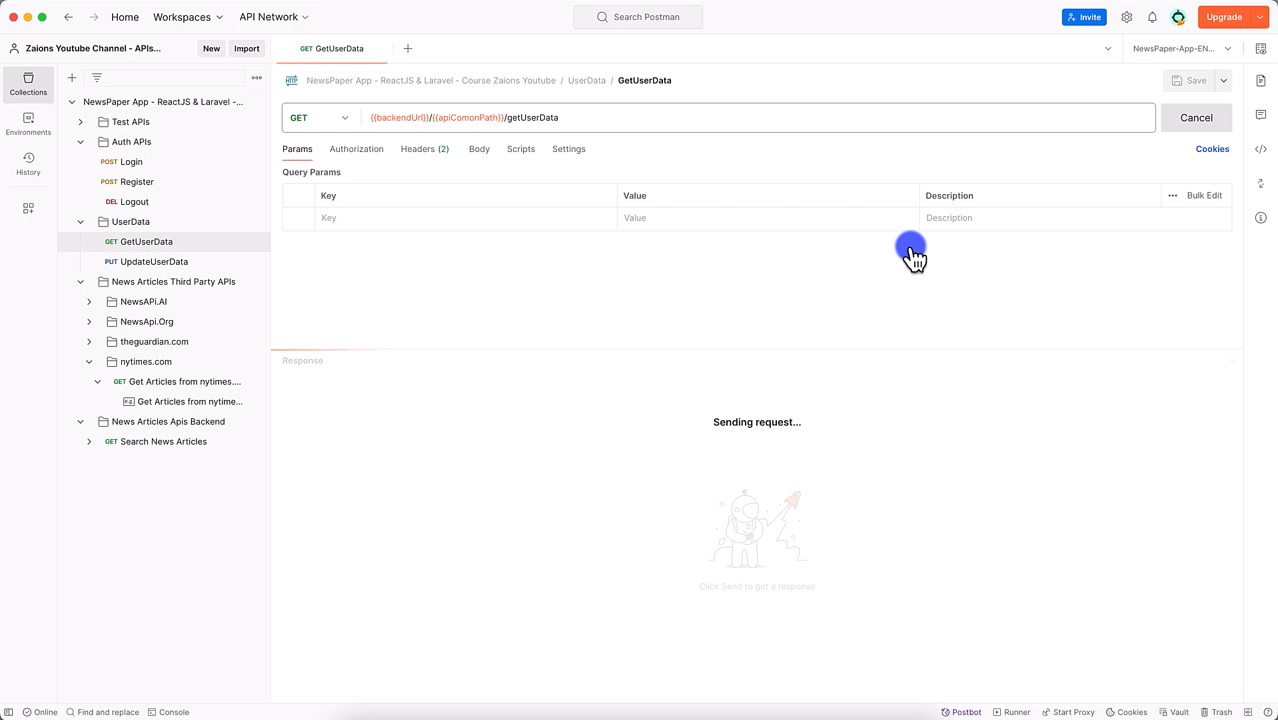 Home Workspaces API Network Search Postman Invite Upgrade
Zaions Youtube Channel - APIs... New Import GET GetUserData NewsPaper App-EN...
Collections
Environments
History
NewsPaper App - ReactJS & Laravel -...
Test APIs
Auth APIs
POST Login
POST Register
DEL Logout
UserData
GET GetUserData
PUT UpdateUserData
News Articles Third Party APIs
NewsAPi.AI
NewsApi.Org
theguardian.com
nytimes.com
GET Get Articles from nytimes....
e.g. Get Articles from nytime...
News Articles Apis Backend
GET Search News Articles
HTTP NewsPaper App - ReactJS & Laravel - Course Zaions Youtube / UserData / GetUserData Save
GET {{backendUrl}}/{{apiComonPath}}/getUserData Cancel
Params Authorization Headers (2) Body Scripts Settings Cookies
Query Params
Key Value Description Bulk Edit
Key Value Description
Response
Sending request...
Click Send to get a response
Online Find and replace Console Postbot Runner Start Proxy Cookies Vault Trash